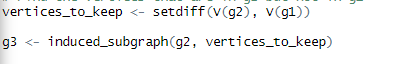 vertices_to_keep <- setdiff(V(g2), V(g1))
g3 <- induced_subgraph(g2, vertices_to_keep)